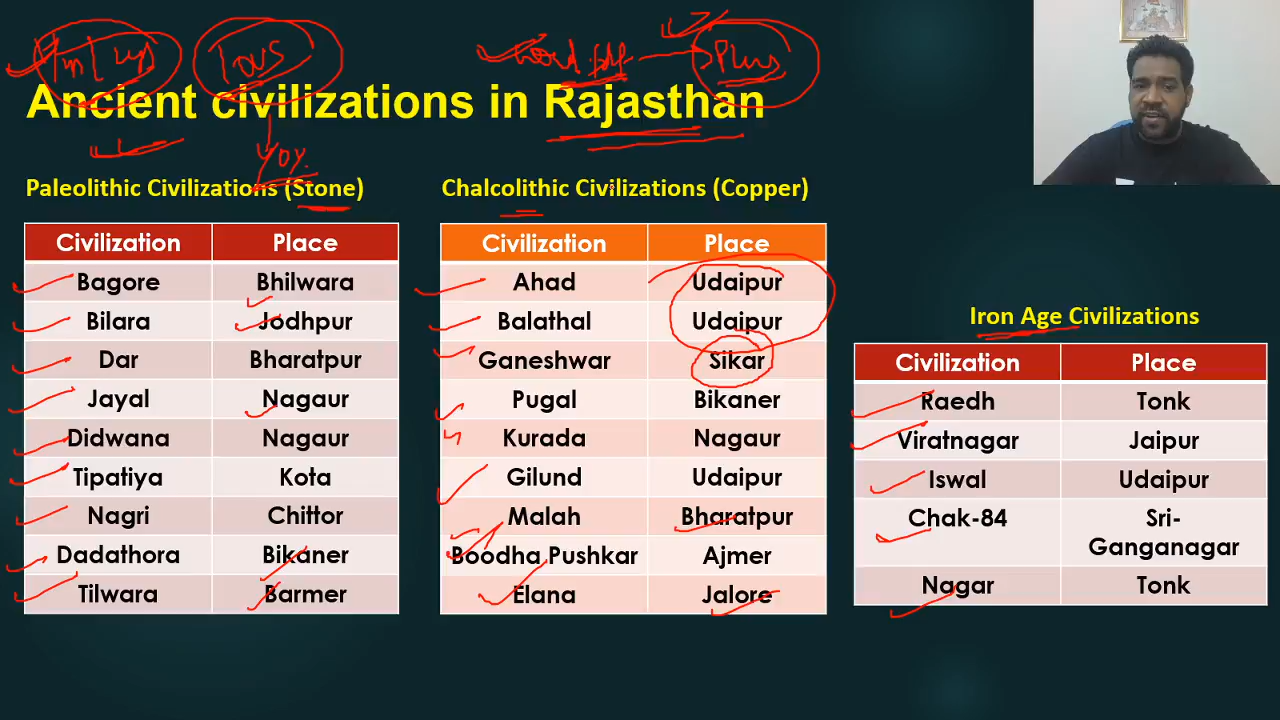 Ancient civilizations in Rajasthan
40%
Paleolithic Civilizations (Stone)
Civilization Place
Bagore Bhilwara
Bilara Jodhpur
Dar Bharatpur
Jayal Nagaur
Didwana Nagaur
Tipatiya Kota
Nagri Chittor
Dadathora Bikaner
Tilwara Barmer
Chalcolithic Civilizations (Copper)
Civilization Place
Ahad Udaipur
Balathal Udaipur
Ganeshwar Sikar
Pugal Bikaner
Kurada Nagaur
Gilund Udaipur
Malah Bharatpur
Boodha Pushkar Ajmer
Elana Jalore
Iron Age Civilizations
Civilization Place
Raedh Tonk
Viratnagar Jaipur
Iswal Udaipur
Chak-84 Sri-
Ganganagar
Nagar Tonk